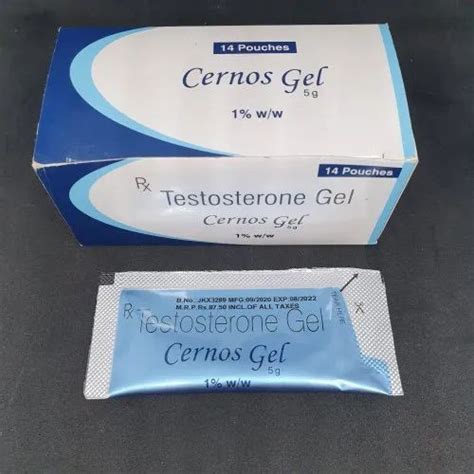 14 Pouches
Cernos Gel
5g
1% w/w
14 Pouches
Rx Testosterone Gel
Cernos Gel
5g
1% w/w
B.No. JKX3289 MFG:09/2020 EXP:08/2022
M.R.P.Rs.87.50 INCL.OF ALL TAXES
Rx Testosterone Gel
Cernos Gel
5g
1% w/w